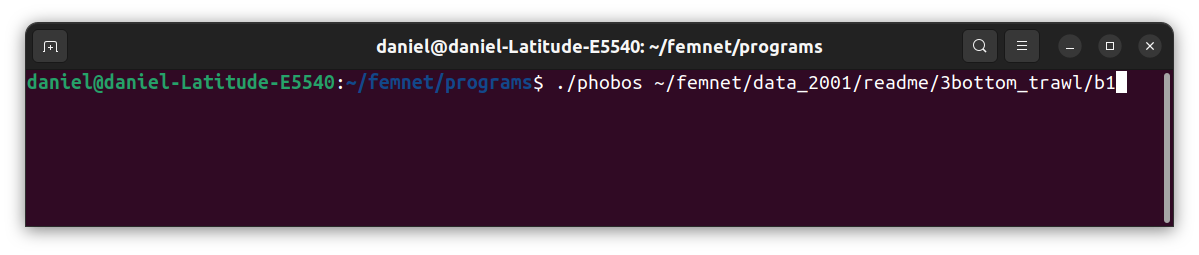 daniel@daniel-Latitude-E5540: ~/femnet/programs
daniel@daniel-Latitude-E5540:~/femnet/programs$ ./phobos ~/femnet/data_2001/readme/3bottom_trawl/b1